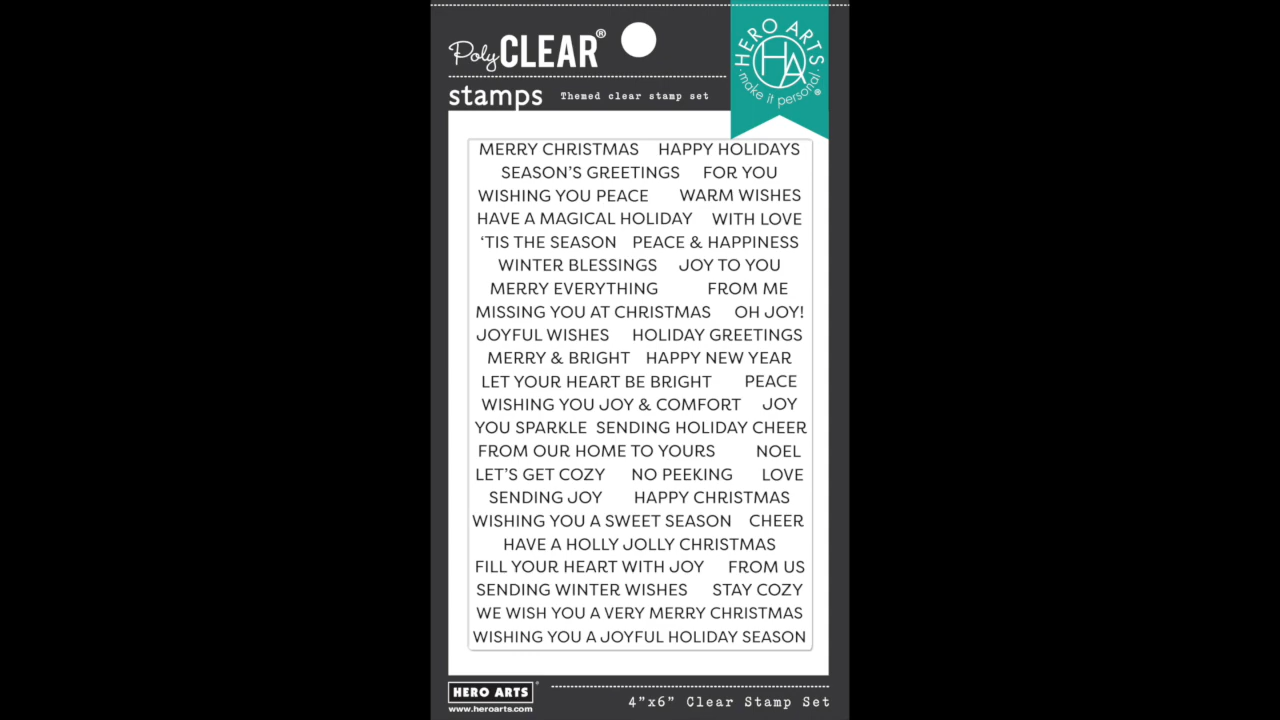 Poly CLEAR®
stamps Themed clear stamp set
HERO ARTS
HA
make it personal ®
MERRY CHRISTMAS HAPPY HOLIDAYS
SEASON'S GREETINGS FOR YOU
WISHING YOU PEACE WARM WISHES
HAVE A MAGICAL HOLIDAY WITH LOVE
'TIS THE SEASON PEACE & HAPPINESS
WINTER BLESSINGS JOY TO YOU
MERRY EVERYTHING FROM ME
MISSING YOU AT CHRISTMAS OH JOY!
JOYFUL WISHES HOLIDAY GREETINGS
MERRY & BRIGHT HAPPY NEW YEAR
LET YOUR HEART BE BRIGHT PEACE
WISHING YOU JOY & COMFORT JOY
YOU SPARKLE SENDING HOLIDAY CHEER
FROM OUR HOME TO YOURS NOEL
LET'S GET COZY NO PEEKING LOVE
SENDING JOY HAPPY CHRISTMAS
WISHING YOU A SWEET SEASON CHEER
HAVE A HOLLY JOLLY CHRISTMAS
FILL YOUR HEART WITH JOY FROM US
SENDING WINTER WISHES STAY COZY
WE WISH YOU A VERY MERRY CHRISTMAS
WISHING YOU A JOYFUL HOLIDAY SEASON
HERO ARTS®
www.heroarts.com
4"x6" Clear Stamp Set